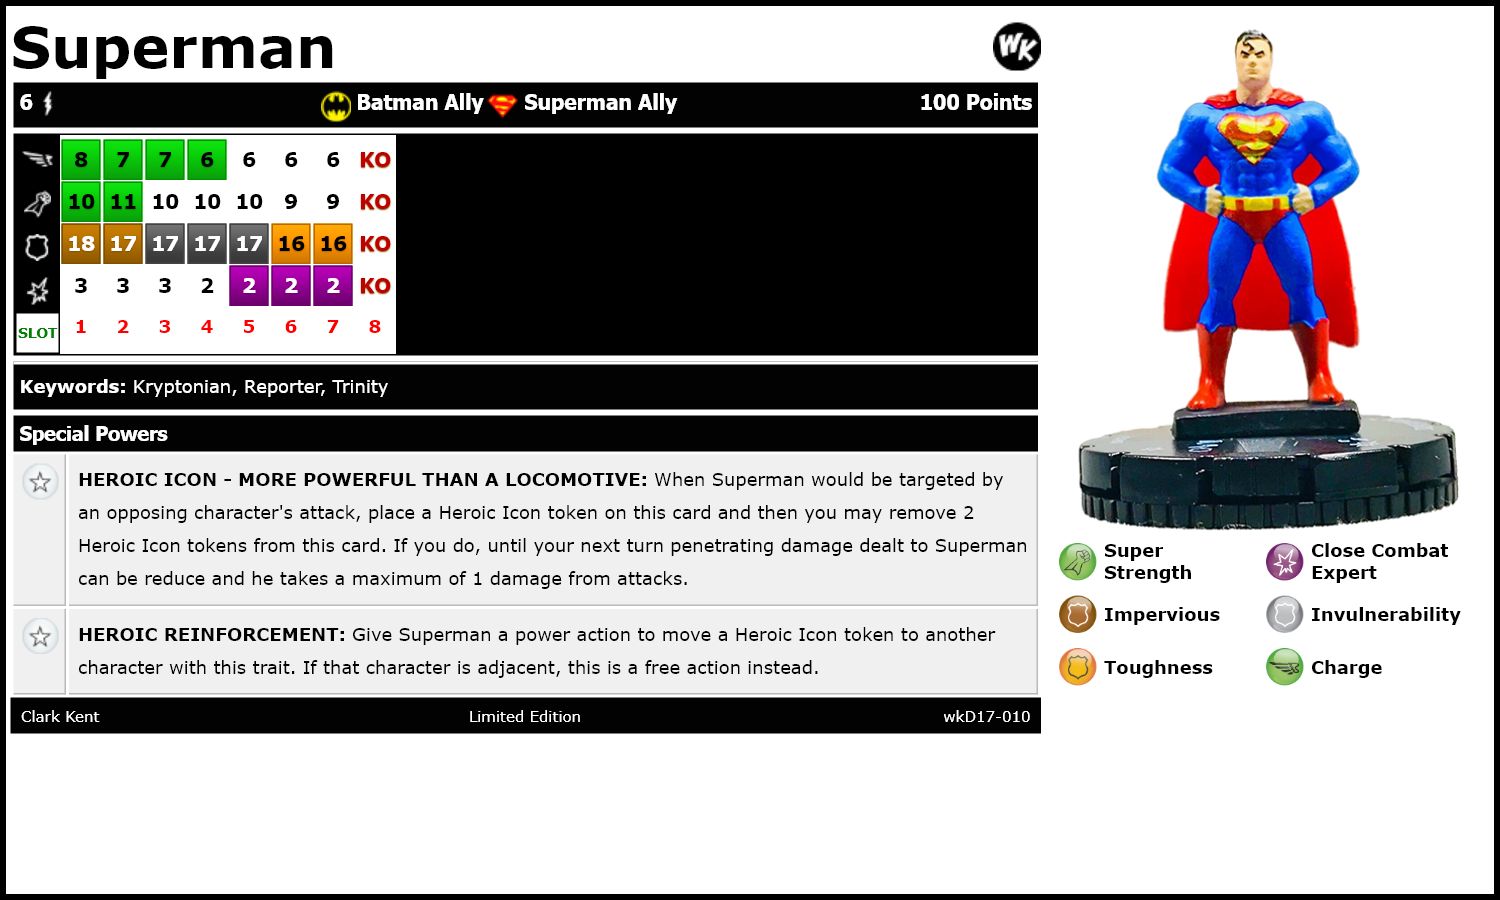 Superman
WK
6 Batman Ally Superman Ally 100 Points
8 7 7 6 6 6 6 KO
10 11 10 10 10 9 9 KO
18 17 17 17 17 16 16 KO
3 3 3 2 2 2 2 KO
SLOT 1 2 3 4 5 6 7 8
Keywords: Kryptonian, Reporter, Trinity
Special Powers
HEROIC ICON - MORE POWERFUL THAN A LOCOMOTIVE: When Superman would be targeted by
an opposing character's attack, place a Heroic Icon token on this card and then you may remove 2
Heroic Icon tokens from this card. If you do, until your next turn penetrating damage dealt to Superman
can be reduce and he takes a maximum of 1 damage from attacks.
HEROIC REINFORCEMENT: Give Superman a power action to move a Heroic Icon token to another
character with this trait. If that character is adjacent, this is a free action instead.
Clark Kent Limited Edition wkD17-010
Super
Strength
Close Combat
Expert
Impervious
Invulnerability
Toughness
Charge